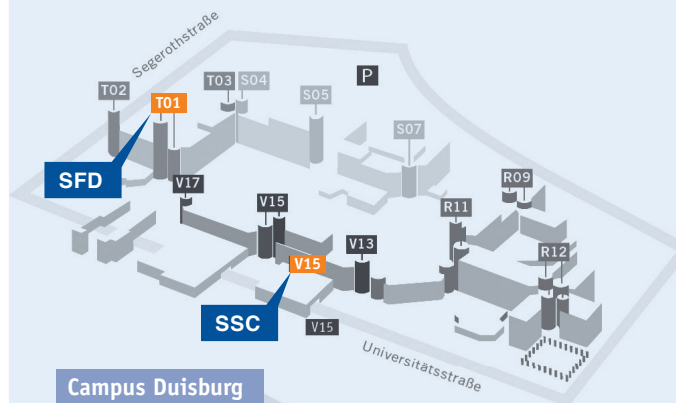 Segerothstraße
P
T03
S04
T02
T01
S05
S07
SFD
V17
R09
V15
R11
V13
R12
V15
SSC
V15
Universitätsstraße
Campus Duisburg